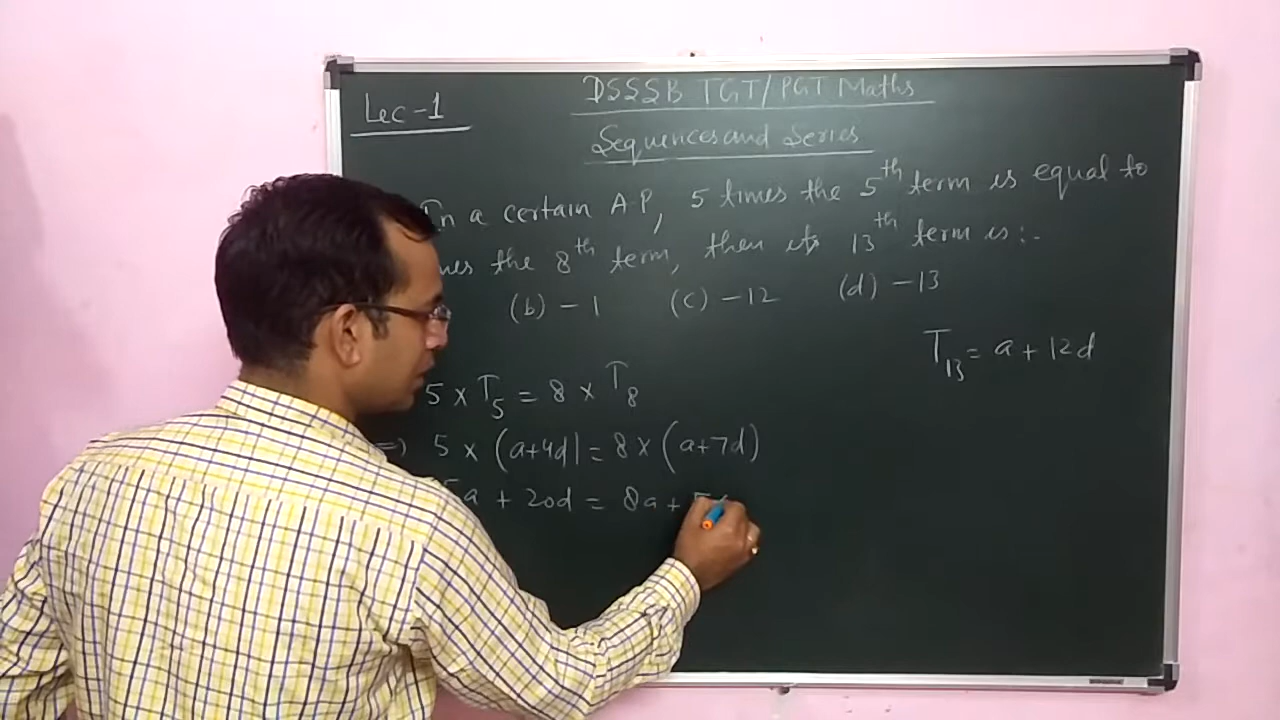 DSSSB TGT/PGT Maths
Lec-1
Sequences and Series
In a certain A.P, 5 times the 5th term is equal to
the 8th term, then its 13th term is:-
(b) -1 (c) -12 (d) -13
T13 = a + 12d
5 × T5 = 8 × T8
=> 5 × (a+4d) = 8 × (a+7d)
5a + 20d = 8a + 5